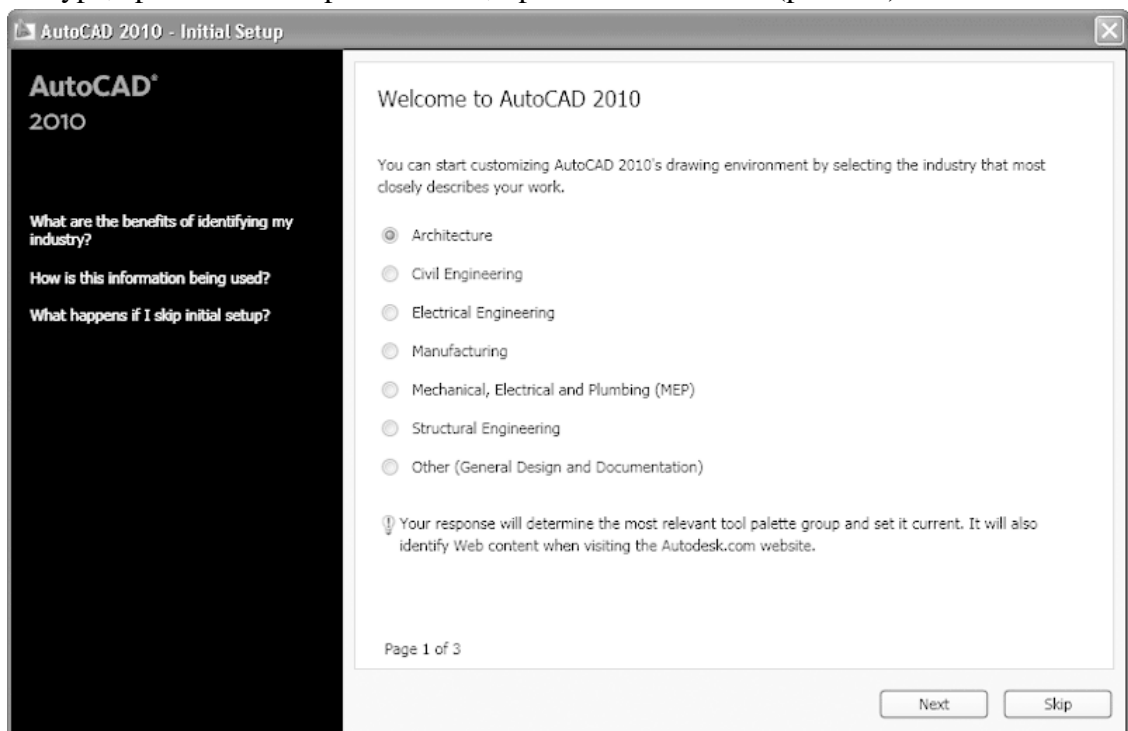 AutoCAD 2010 - Initial Setup
AutoCAD®
2010
What are the benefits of identifying my
industry?
How is this information being used?
What happens if I skip initial setup?
Welcome to AutoCAD 2010
You can start customizing AutoCAD 2010's drawing environment by selecting the industry that most
closely describes your work.
Architecture
Civil Engineering
Electrical Engineering
Manufacturing
Mechanical, Electrical and Plumbing (MEP)
Structural Engineering
Other (General Design and Documentation)
Your response will determine the most relevant tool palette group and set it current. It will also
identify Web content when visiting the Autodesk.com website.
Page 1 of 3
Next
Skip